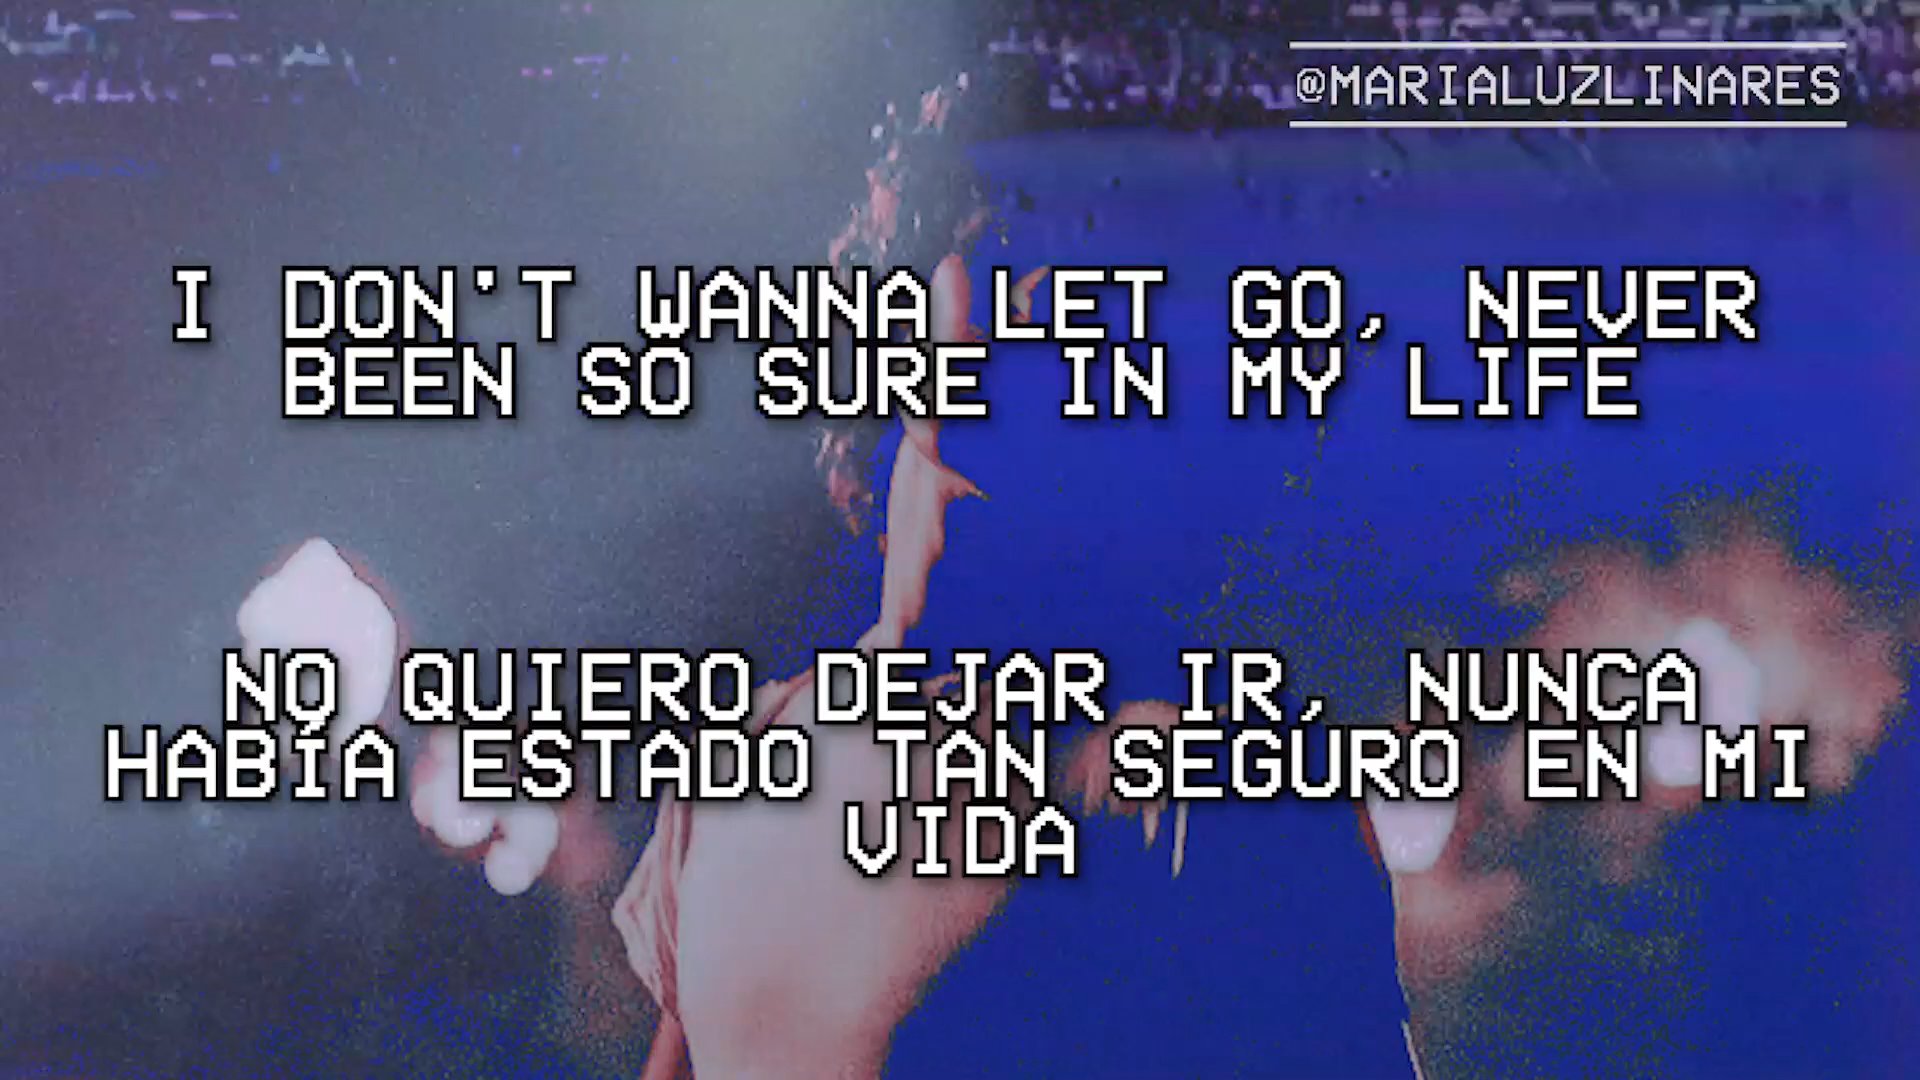 @MARIALUZLINARES
I DON'T WANNA LET GO, NEVER
BEEN SO SURE IN MY LIFE
NO QUIERO DEJAR IR, NUNCA
HABÍA ESTADO TAN SEGURO EN MI
VIDA